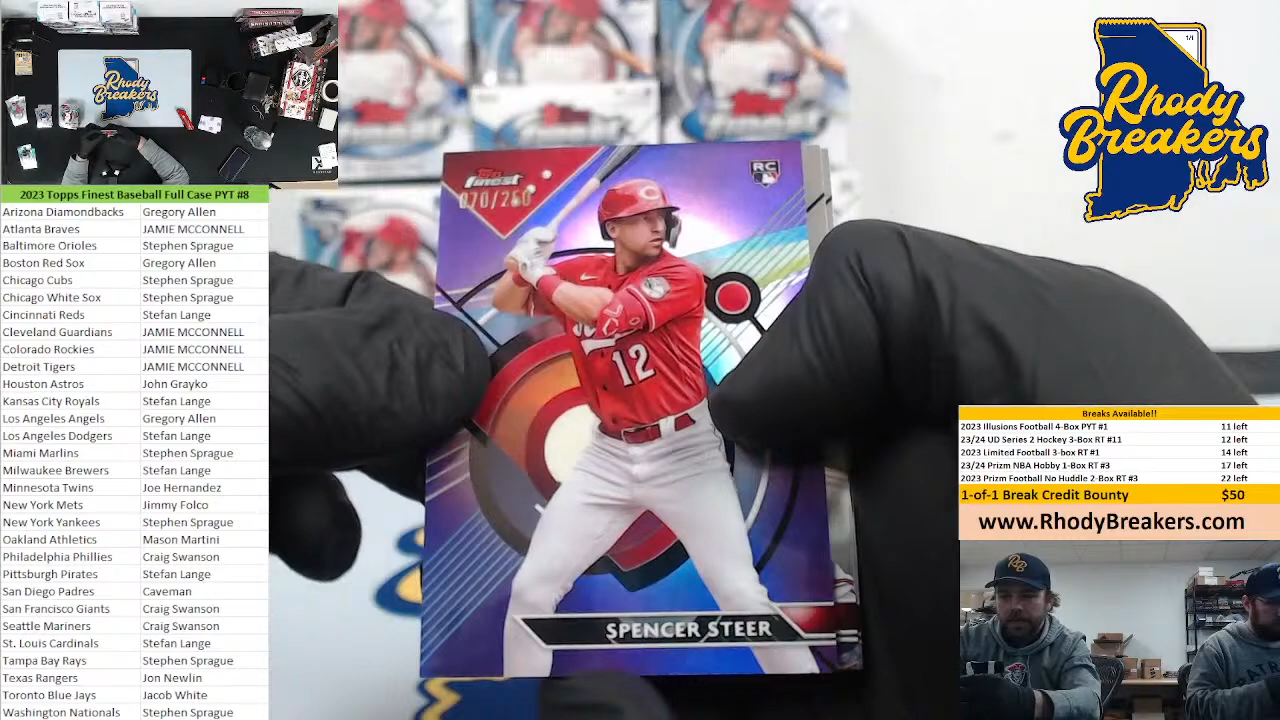 Rhody
Breakers
2023 Topps Finest Baseball Full Case PYT #8
Arizona Diamondbacks Gregory Allen
Atlanta Braves JAMIE MCCONNELL
Baltimore Orioles Stephen Sprague
Boston Red Sox Gregory Allen
Chicago Cubs Stephen Sprague
Chicago White Sox Stephen Sprague
Cincinnati Reds Stefan Lange
Cleveland Guardians JAMIE MCCONNELL
Colorado Rockies JAMIE MCCONNELL
Detroit Tigers JAMIE MCCONNELL
Houston Astros John Grayko
Kansas City Royals Stefan Lange
Los Angeles Angels Gregory Allen
Los Angeles Dodgers Stefan Lange
Miami Marlins Stephen Sprague
Milwaukee Brewers Stefan Lange
Minnesota Twins Joe Hernandez
New York Mets Jimmy Folco
New York Yankees Stephen Sprague
Oakland Athletics Mason Martini
Philadelphia Phillies Craig Swanson
Pittsburgh Pirates Stefan Lange
San Diego Padres Caveman
San Francisco Giants Craig Swanson
Seattle Mariners Craig Swanson
St. Louis Cardinals Stefan Lange
Tampa Bay Rays Stephen Sprague
Texas Rangers Jon Newlin
Toronto Blue Jays Jacob White
Washington Nationals Stephen Sprague
Topps
finest
070/250
RC
12
SPENCER STEER
1/1
Rhody
Breakers
Breaks Available!!
2023 Illusions Football 4-Box PYT #1 11 left
23/24 UD Series 2 Hockey 3-Box RT #11 12 left
2023 Limited Football 3-box RT #1 14 left
23/24 Prizm NBA Hobby 1-Box RT #3 17 left
2023 Prizm Football No Huddle 2-Box RT #3 22 left
1-of-1 Break Credit Bounty $50
www.RhodyBreakers.com
RB